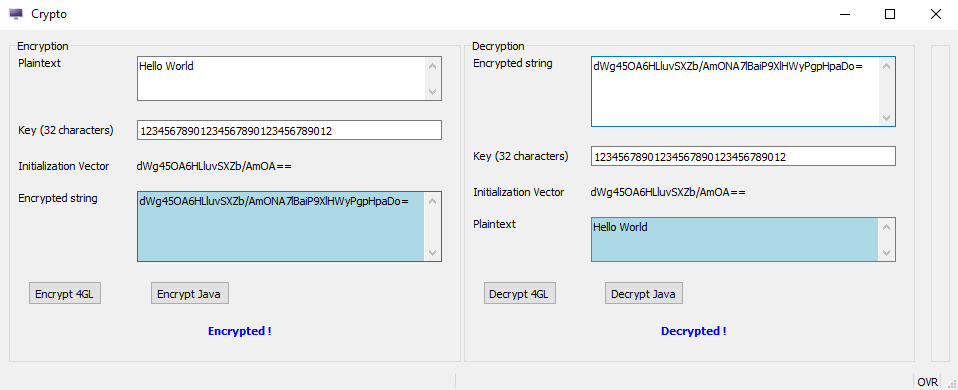 Crypto
Encryption
Plaintext
Hello World
Key (32 characters)
12345678901234567890123456789012
Initialization Vector
dWg45OA6HLluvSXZb/AmOA==
Encrypted string
dWg45OA6HLluvSXZb/AmONA7lBaiP9XlHWyPgpHpaDo=
Encrypt 4GL
Encrypt Java
Encrypted !
Decryption
Encrypted string
dWg45OA6HLluvSXZb/AmONA7lBaiP9XlHWyPgpHpaDo=
Key (32 characters)
12345678901234567890123456789012
Initialization Vector
dWg45OA6HLluvSXZb/AmOA==
Plaintext
Hello World
Decrypt 4GL
Decrypt Java
Decrypted !
OVR